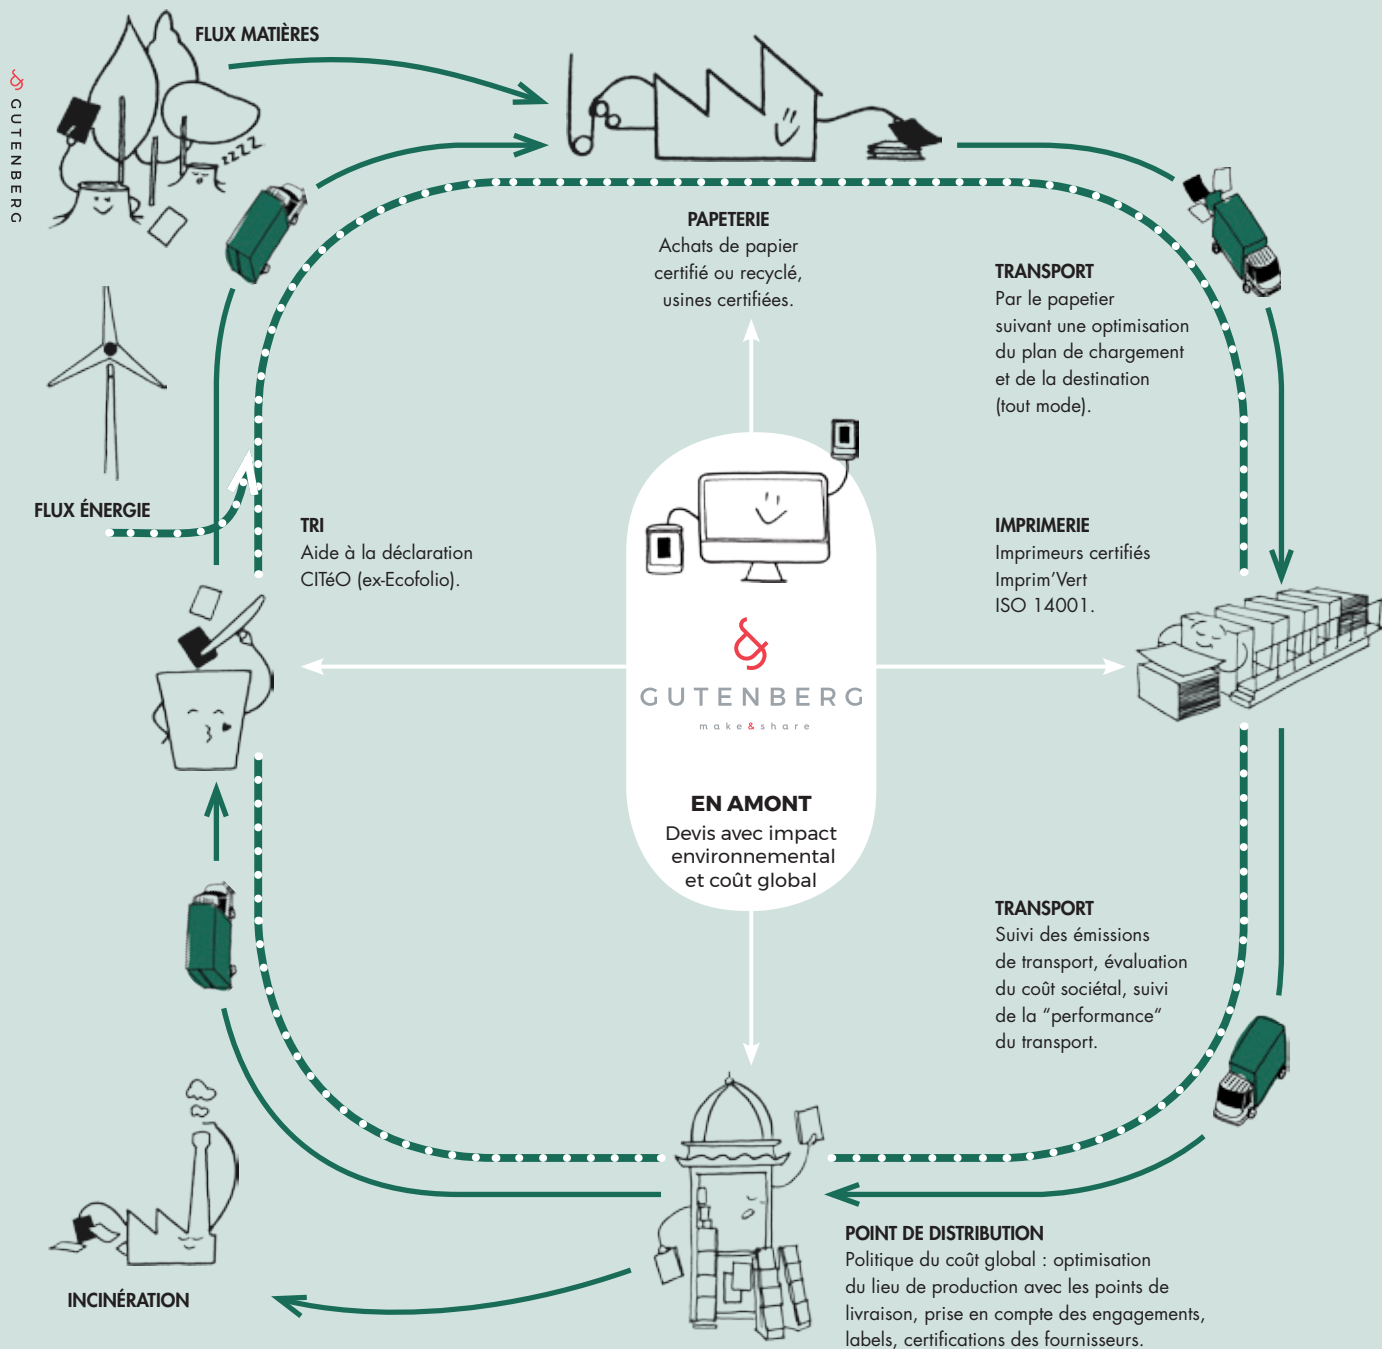 FLUX MATIÈRES
& GUTENBERG
zzzz
PAPETERIE
Achats de papier
certifié ou recyclé,
usines certifiées.
TRANSPORT
Par le papetier
suivant une optimisation
du plan de chargement
et de la destination
(tout mode).
FLUX ÉNERGIE
TRI
Aide à la déclaration
CITéO (ex-Ecofolio).
IMPRIMERIE
Imprimeurs certifiés
Imprim’Vert
ISO 14001.
&
GUTENBERG
make&share
EN AMONT
Devis avec impact
environnemental
et coût global
TRANSPORT
Suivi des émissions
de transport, évaluation
du coût sociétal, suivi
de la “performance“
du transport.
POINT DE DISTRIBUTION
Politique du coût global : optimisation
du lieu de production avec les points de
livraison, prise en compte des engagements,
labels, certifications des fournisseurs.
INCINÉRATION